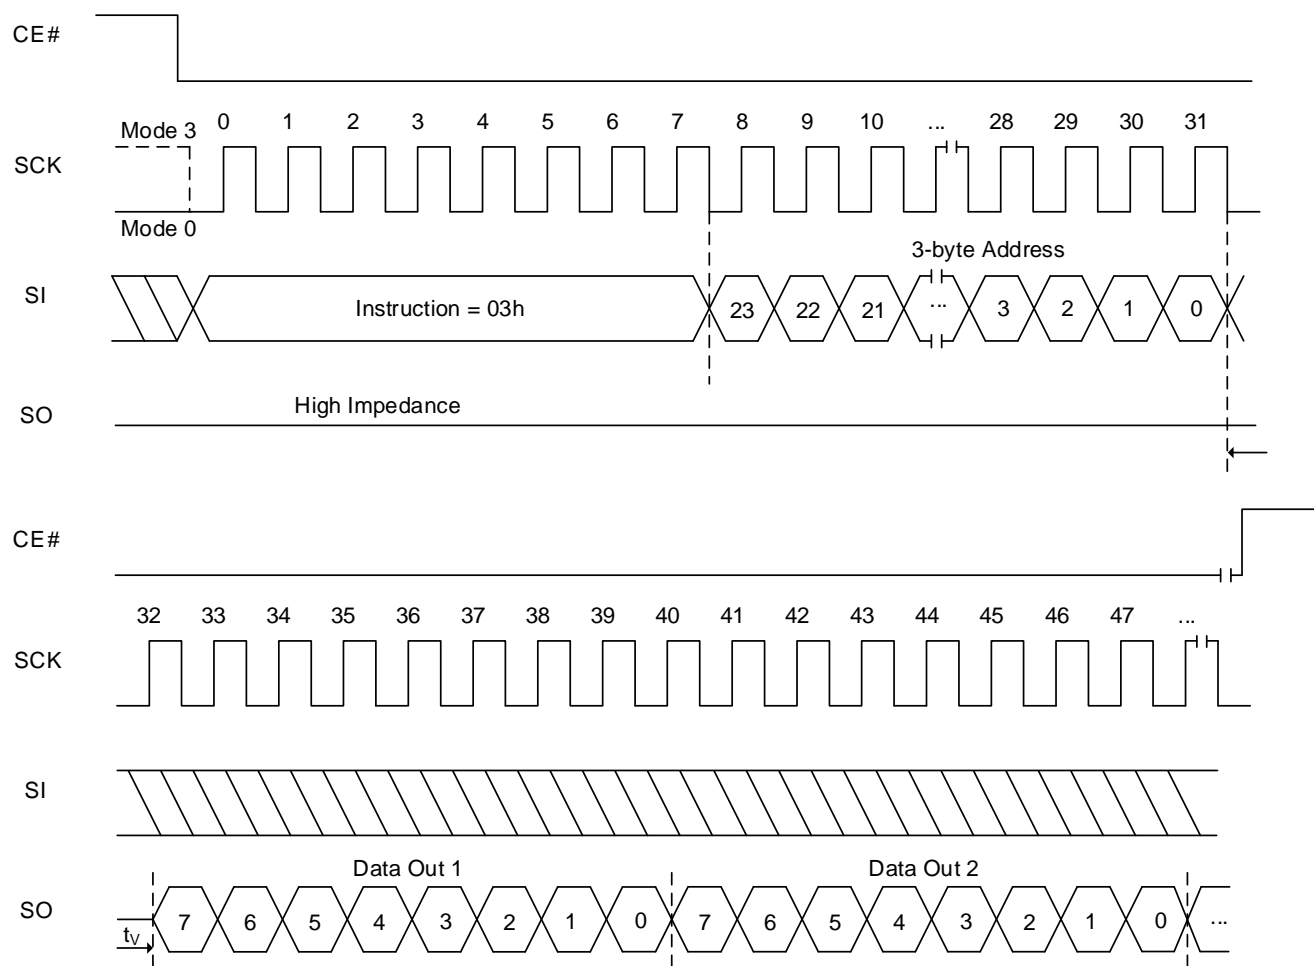 CE#
Mode 3 0 1 2 3 4 5 6 7 8 9 10 ... 28 29 30 31
SCK
Mode 0
3-byte Address
SI Instruction = 03h 23 22 21 ... 3 2 1 0
High Impedance
SO
CE#
32 33 34 35 36 37 38 39 40 41 42 43 44 45 46 47 ...
SCK
SI
Data Out 1 Data Out 2
SO 7 6 5 4 3 2 1 0 7 6 5 4 3 2 1 0 ...
tV